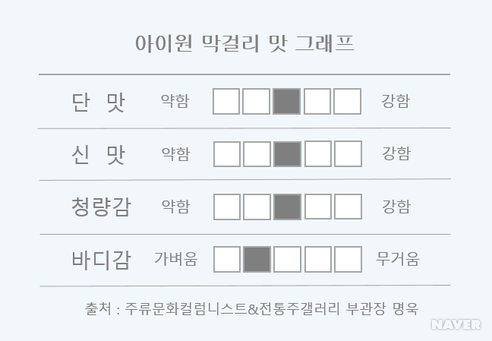 아이원 막걸리 맛 그래프
단 맛 약함 강함
신 맛 약함 강함
청량감 약함 강함
바디감 가벼움 무거움
출처 : 주류문화컬럼니스트&전통주갤러리 부관장 명욱
NAVER